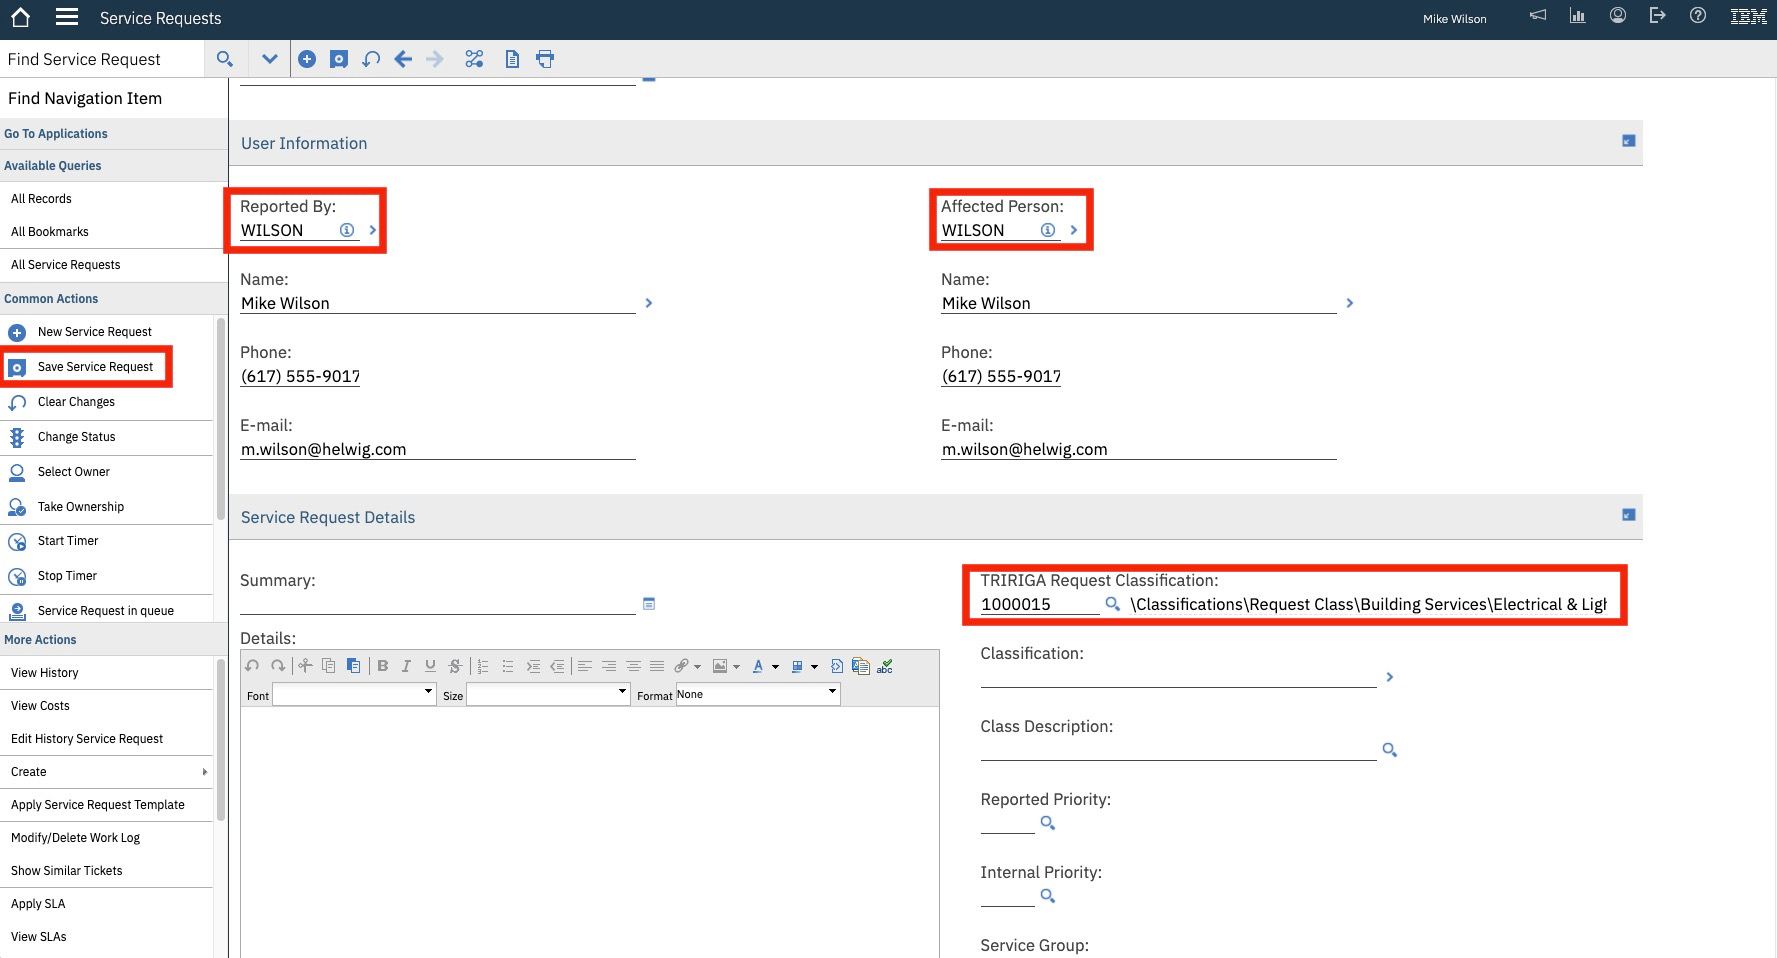 Service Requests
Mike Wilson
IBM
Find Service Request
Find Navigation Item
Go To Applications
Available Queries
All Records
All Bookmarks
All Service Requests
Common Actions
New Service Request
Save Service Request
Clear Changes
Change Status
Select Owner
Take Ownership
Start Timer
Stop Timer
Service Request in queue
More Actions
View History
View Costs
Edit History Service Request
Create
Apply Service Request Template
Modify/Delete Work Log
Show Similar Tickets
Apply SLA
View SLAs
User Information
Reported By:
WILSON
Name:
Mike Wilson
Phone:
(617) 555-9017
E-mail:
m.wilson@helwig.com
Affected Person:
WILSON
Name:
Mike Wilson
Phone:
(617) 555-9017
E-mail:
m.wilson@helwig.com
Service Request Details
Summary:
Details:
Font
Size
Format None
TRIRIGA Request Classification:
1000015 \Classifications\Request Class\Building Services\Electrical & Ligh
Classification:
Class Description:
Reported Priority:
Internal Priority:
Service Group: